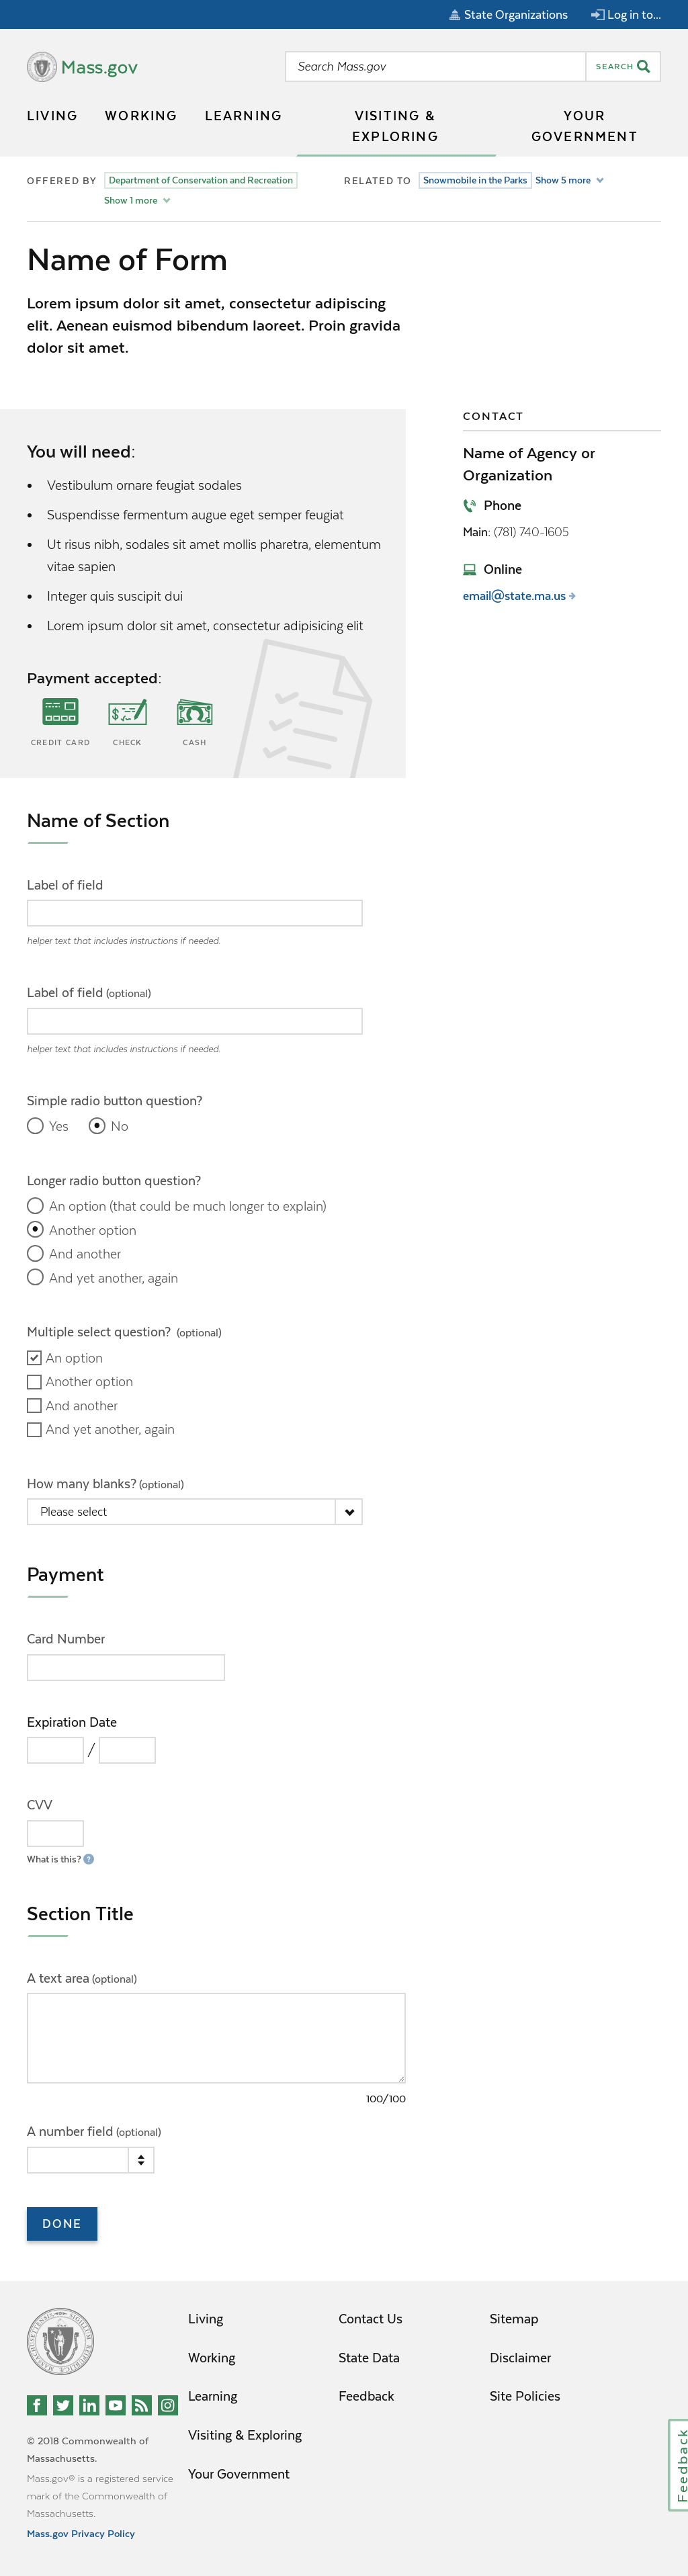 State Organizations
Log in to...
Mass.gov
Search Mass.gov
SEARCH
LIVING
WORKING
LEARNING
VISITING &
EXPLORING
YOUR
GOVERNMENT
OFFERED BY
Department of Conservation and Recreation
Show 1 more
RELATED TO
Snowmobile in the Parks
Show 5 more
Name of Form
Lorem ipsum dolor sit amet, consectetur adipiscing
elit. Aenean euismod bibendum laoreet. Proin gravida
dolor sit amet.
You will need:
• Vestibulum ornare feugiat sodales
• Suspendisse fermentum augue eget semper feugiat
• Ut risus nibh, sodales sit amet mollis pharetra, elementum
vitae sapien
• Integer quis suscipit dui
• Lorem ipsum dolor sit amet, consectetur adipisicing elit
Payment accepted:
CREDIT CARD
CHECK
CASH
CONTACT
Name of Agency or
Organization
Phone
Main: (781) 740-1605
Online
email@state.ma.us
Name of Section
Label of field
helper text that includes instructions if needed.
Label of field (optional)
helper text that includes instructions if needed.
Simple radio button question?
Yes
No
Longer radio button question?
An option (that could be much longer to explain)
Another option
And another
And yet another, again
Multiple select question? (optional)
An option
Another option
And another
And yet another, again
How many blanks? (optional)
Please select
Payment
Card Number
Expiration Date
/
CVV
What is this? ?
Section Title
A text area (optional)
100/100
A number field (optional)
DONE
Living
Working
Learning
Visiting & Exploring
Your Government
Contact Us
State Data
Feedback
Sitemap
Disclaimer
Site Policies
© 2018 Commonwealth of
Massachusetts.
Mass.gov® is a registered service
mark of the Commonwealth of
Massachusetts.
Mass.gov Privacy Policy
Feedback